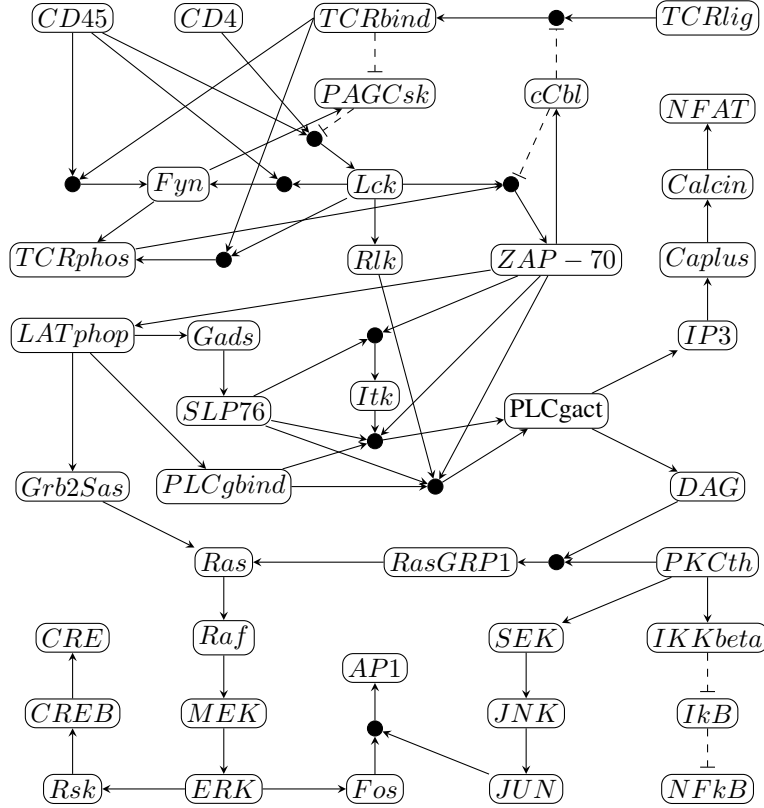 CD45 CD4 TCRbind TCRlig
PAGCsk cCbl NFAT
Fyn Lck Calcin
TCRphos Rlk ZAP − 70 Caplus
LATphop Gads IP3
SLP76 Itk PLCgact
Grb2Sas PLCgbind DAG
Ras RasGRP1 PKCth
CRE Raf AP1 SEK IKKbeta
CREB MEK JNK IkB
Rsk ERK Fos JUN NFkB